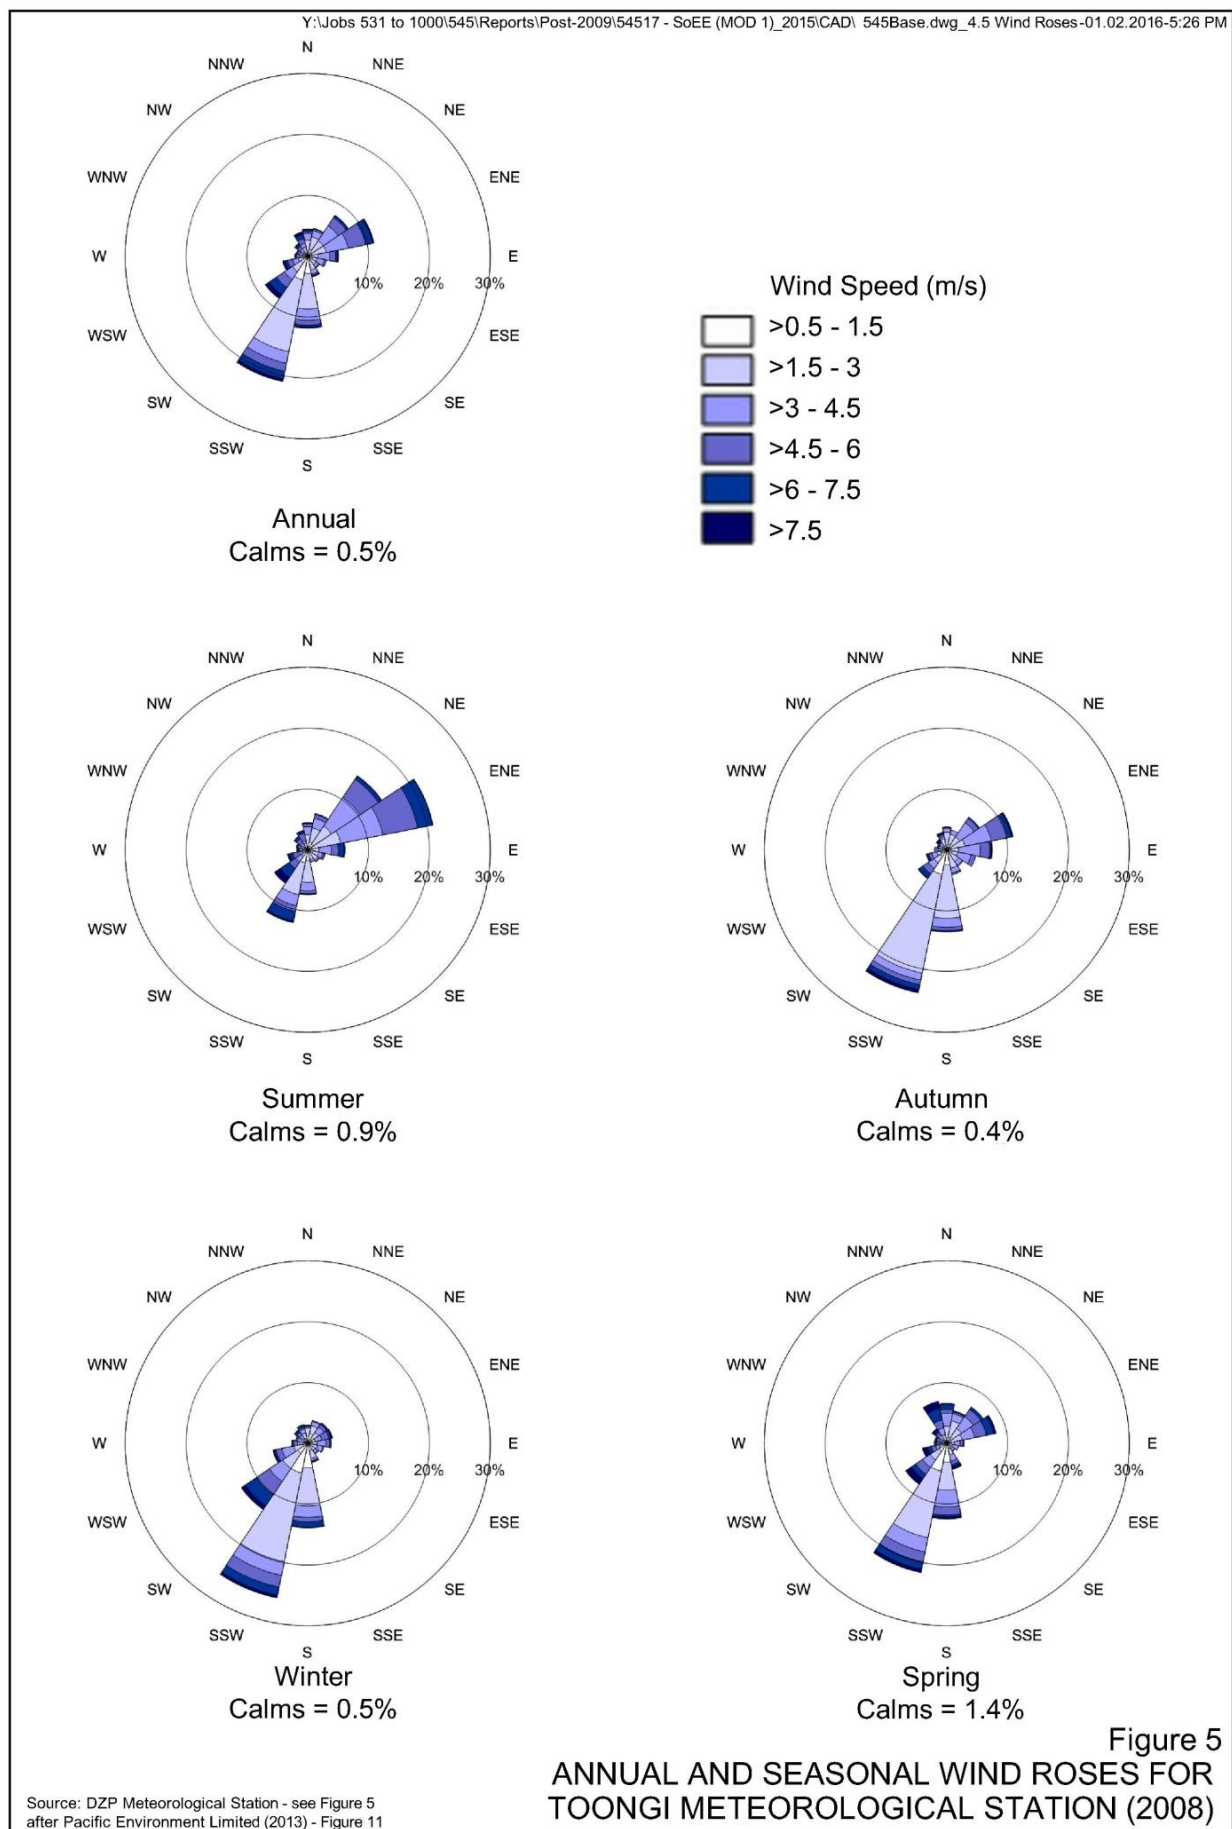 Y:\Jobs 531 to 1000\545\Reports\Post-2009\54517 - SoEE (MOD 1)_2015\CAD\ 545Base.dwg_4.5 Wind Roses-01.02.2016-5:26 PM
N
NNW NNE
NW NE
WNW ENE
W E
10% 20% 30%
WSW ESE
SW SE
SSW SSE
S
Annual
Calms = 0.5%
Wind Speed (m/s)
>0.5 - 1.5
>1.5 - 3
>3 - 4.5
>4.5 - 6
>6 - 7.5
>7.5
N
NNW NNE
NW NE
WNW ENE
W E
10% 20% 30%
WSW ESE
SW SE
SSW SSE
S
Summer
Calms = 0.9%
N
NNW NNE
NW NE
WNW ENE
W E
10% 20% 30%
WSW ESE
SW SE
SSW SSE
S
Autumn
Calms = 0.4%
N
NNW NNE
NW NE
WNW ENE
W E
10% 20% 30%
WSW ESE
SW SE
SSW SSE
S
Winter
Calms = 0.5%
N
NNW NNE
NW NE
WNW ENE
W E
10% 20% 30%
WSW ESE
SW SE
SSW SSE
S
Spring
Calms = 1.4%
Figure 5
ANNUAL AND SEASONAL WIND ROSES FOR
TOONGI METEOROLOGICAL STATION (2008)
Source: DZP Meteorological Station - see Figure 5
after Pacific Environment Limited (2013) - Figure 11